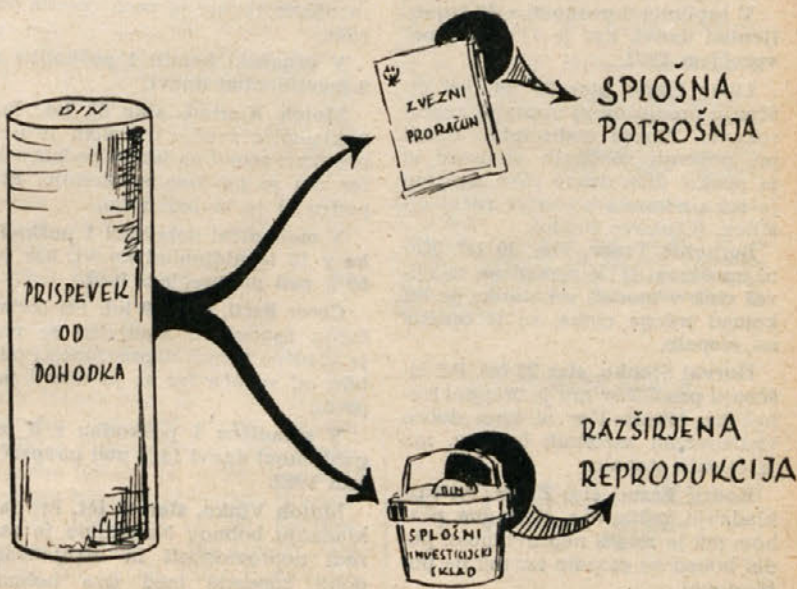 DIN
PRISPEVEK
OD
DOHODKA
ZVEZNI
PRORAČUN
SPLOŠNA
POTROŠNJA
DIN
SPLOŠNI
INVESTICIJSKI
SKLAD
RAZŠIRJENA
REPRODUKCIJA